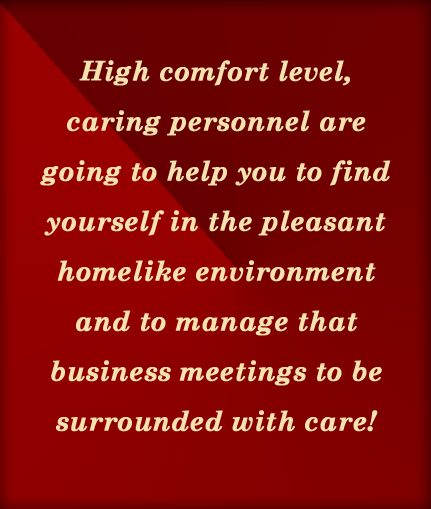 High comfort level,
caring personnel are
going to help you to find
yourself in the pleasant
homelike environment
and to manage that
business meetings to be
surrounded with care!